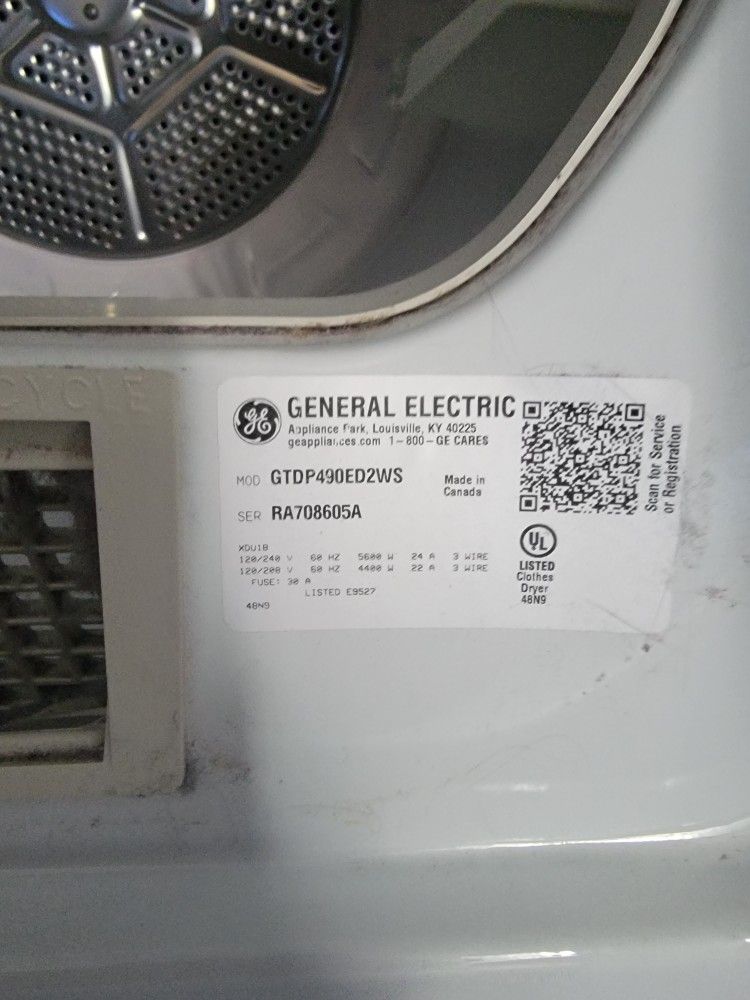 CYCLE
GE GENERAL ELECTRIC
Appliance Park, Louisville, KY 40225
geappliances.com 1-800-GE CARES
MOD GTDP490ED2WS
Made in
Canada
SER RA708605A
XDU1B
120/240 V 60 HZ 5600 W 24 A 3 WIRE
120/208 V 60 HZ 4400 W 22 A 3 WIRE
FUSE: 30 A
LISTED E9527
48N9
UL
LISTED
Clothes
Dryer
48N9
Scan for Service
or Registration